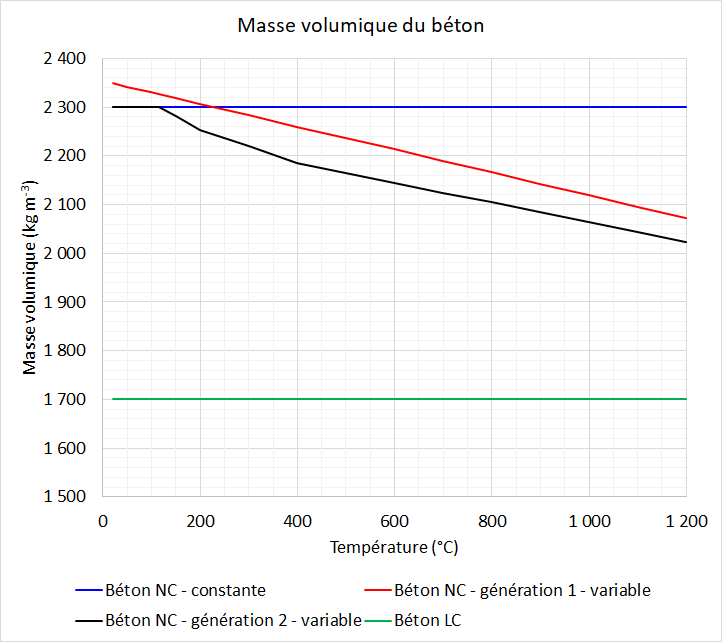 Masse volumique du béton
2 400
2 300
2 200
2 100
2 000
1 900
1 800
1 700
1 600
1 500
Masse volumique (kg m⁻³)
0 200 400 600 800 1 000 1 200
Température (°C)
Béton NC - constante Béton NC - génération 1 - variable
Béton NC - génération 2 - variable Béton LC